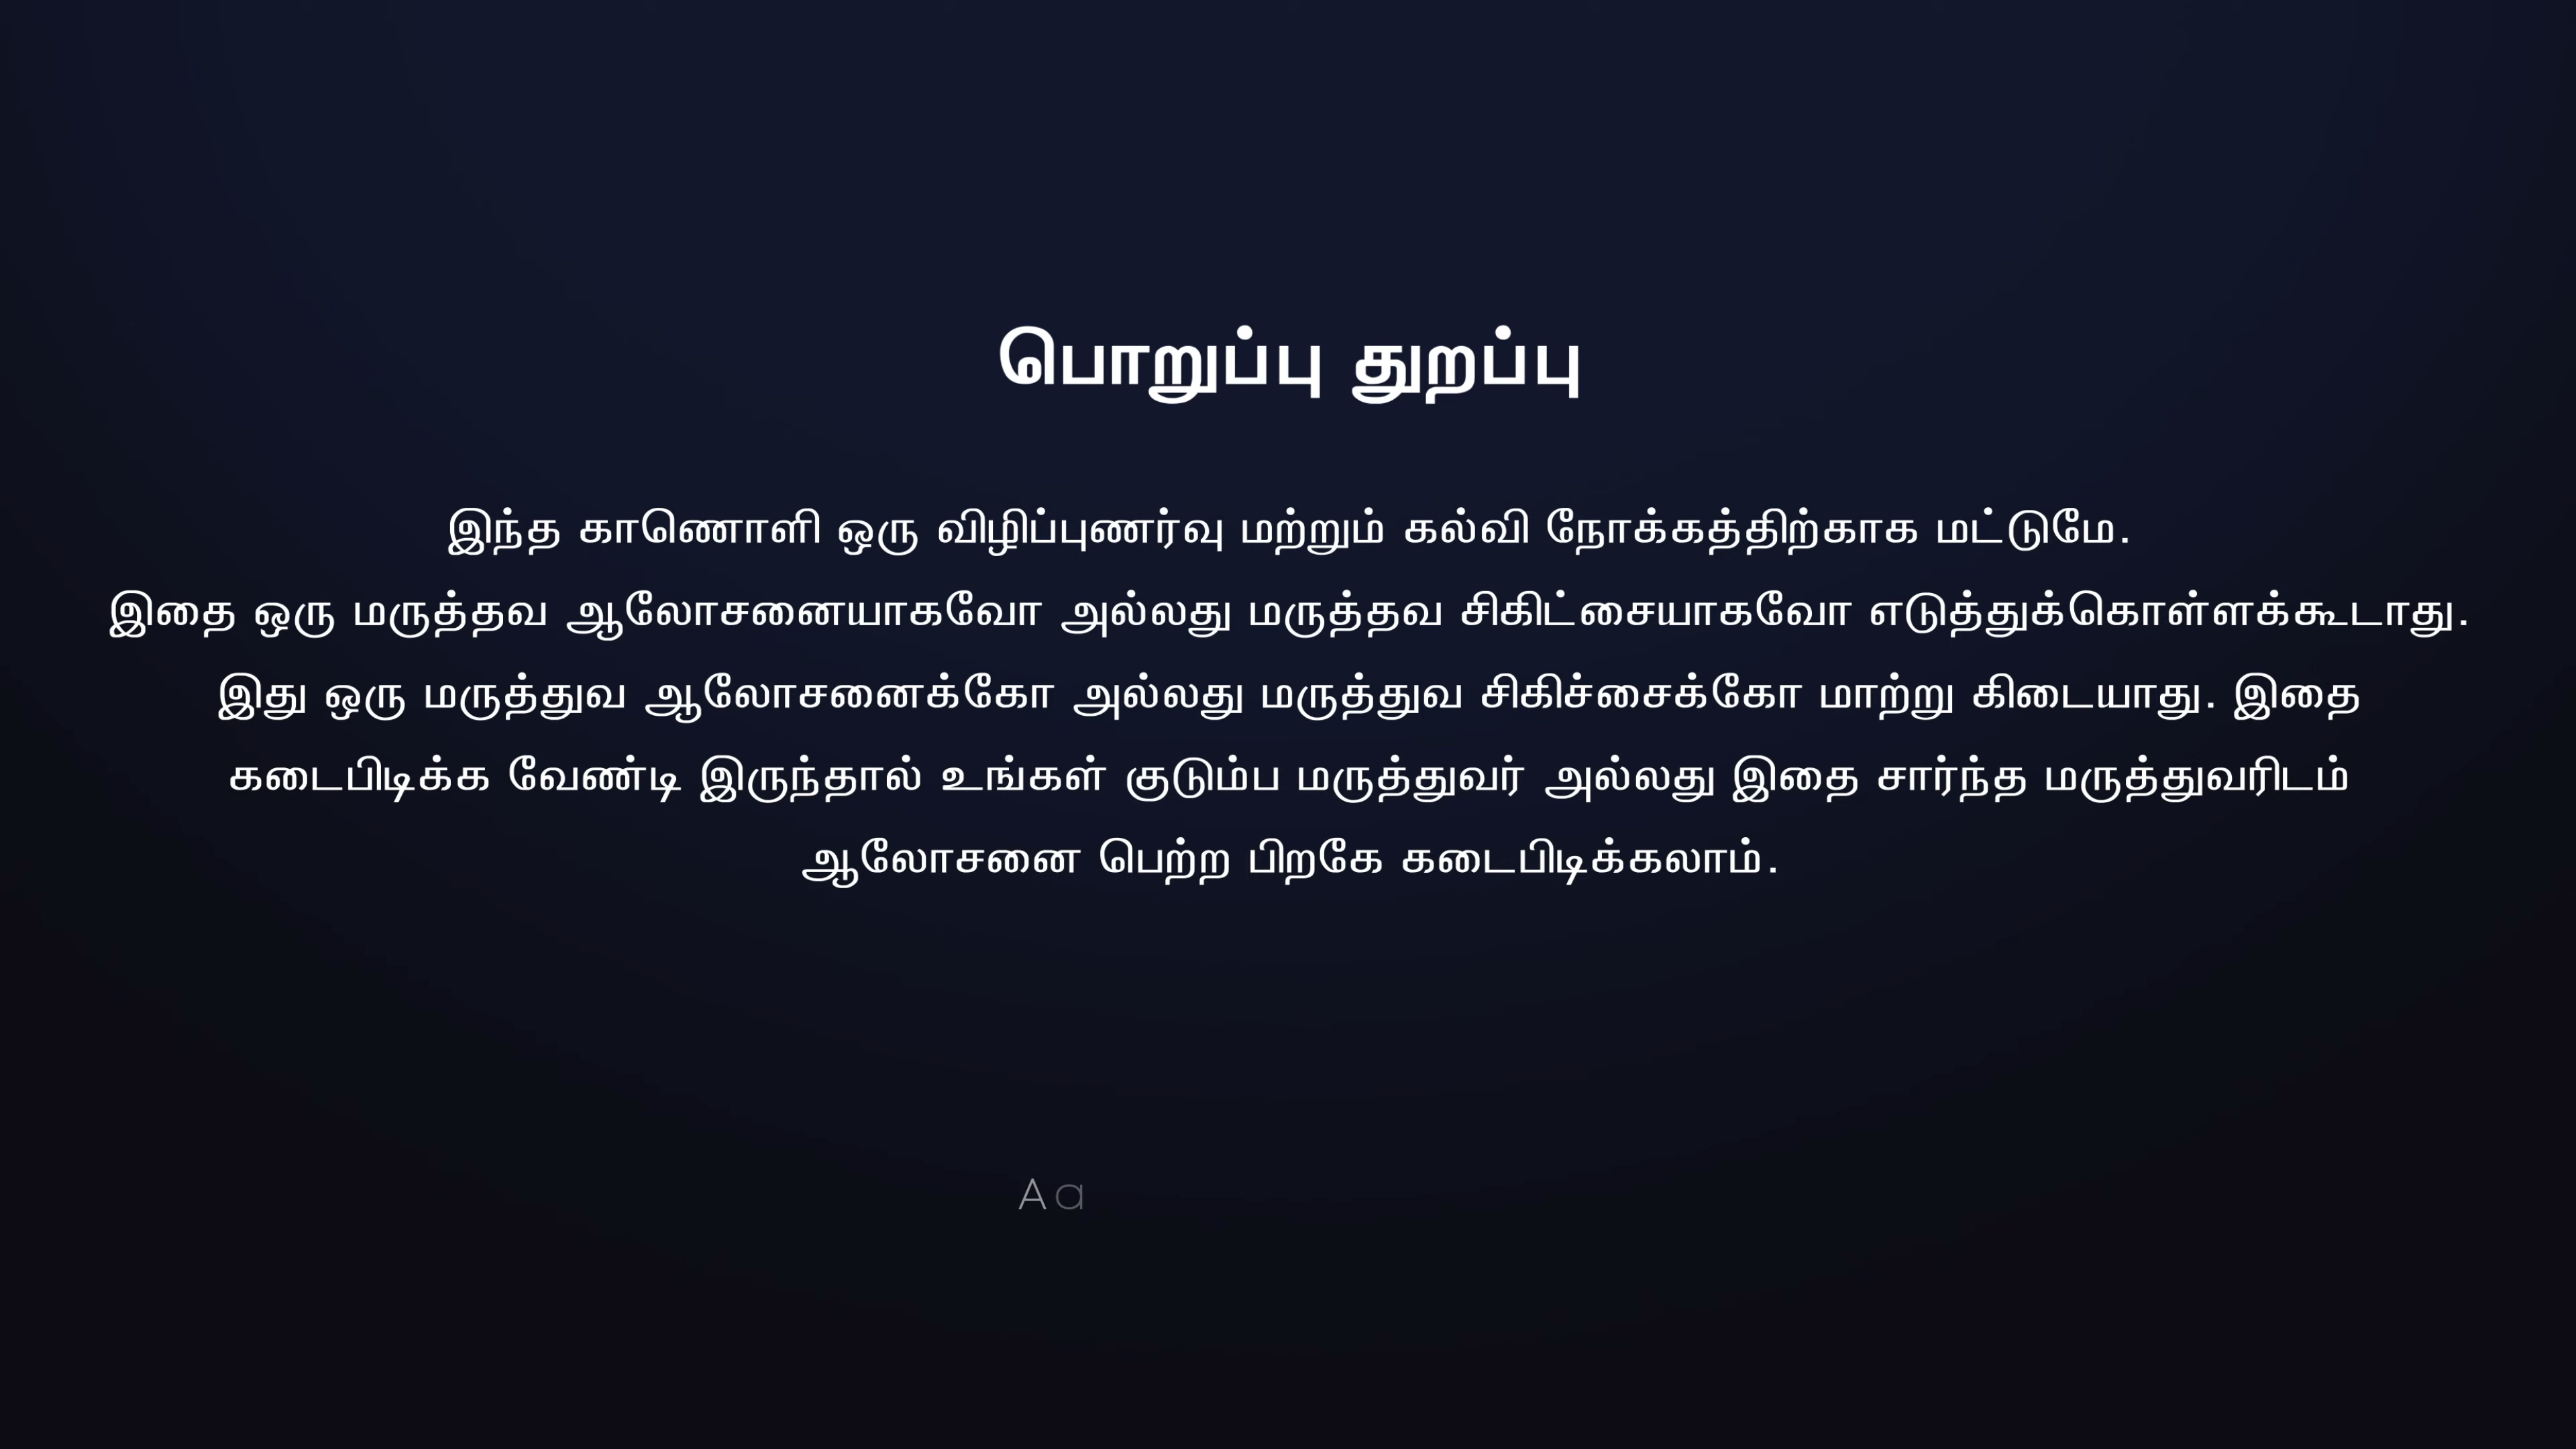 பொறுப்பு துறப்பு
இந்த காணொளி ஒரு விழிப்புணர்வு மற்றும் கல்வி நோக்கத்திற்காக மட்டுமே.
இதை ஒரு மருத்தவ ஆலோசனையாகவோ அல்லது மருத்தவ சிகிட்சையாகவோ எடுத்துக்கொள்ளக்கூடாது.
இது ஒரு மருத்துவ ஆலோசனைக்கோ அல்லது மருத்துவ சிகிச்சைக்கோ மாற்று கிடையாது. இதை
கடைபிடிக்க வேண்டி இருந்தால் உங்கள் குடும்ப மருத்துவர் அல்லது இதை சார்ந்த மருத்துவரிடம்
ஆலோசனை பெற்ற பிறகே கடைபிடிக்கலாம்.
Aa